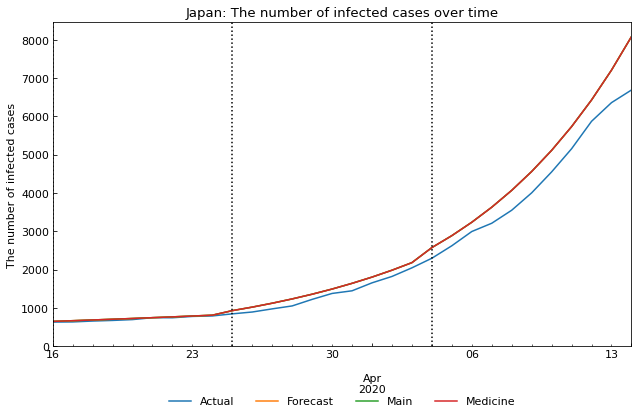 Japan: The number of infected cases over time
The number of infected cases
8000
7000
6000
5000
4000
3000
2000
1000
0
16 23 30 06 13
Apr
2020
Actual Forecast Main Medicine